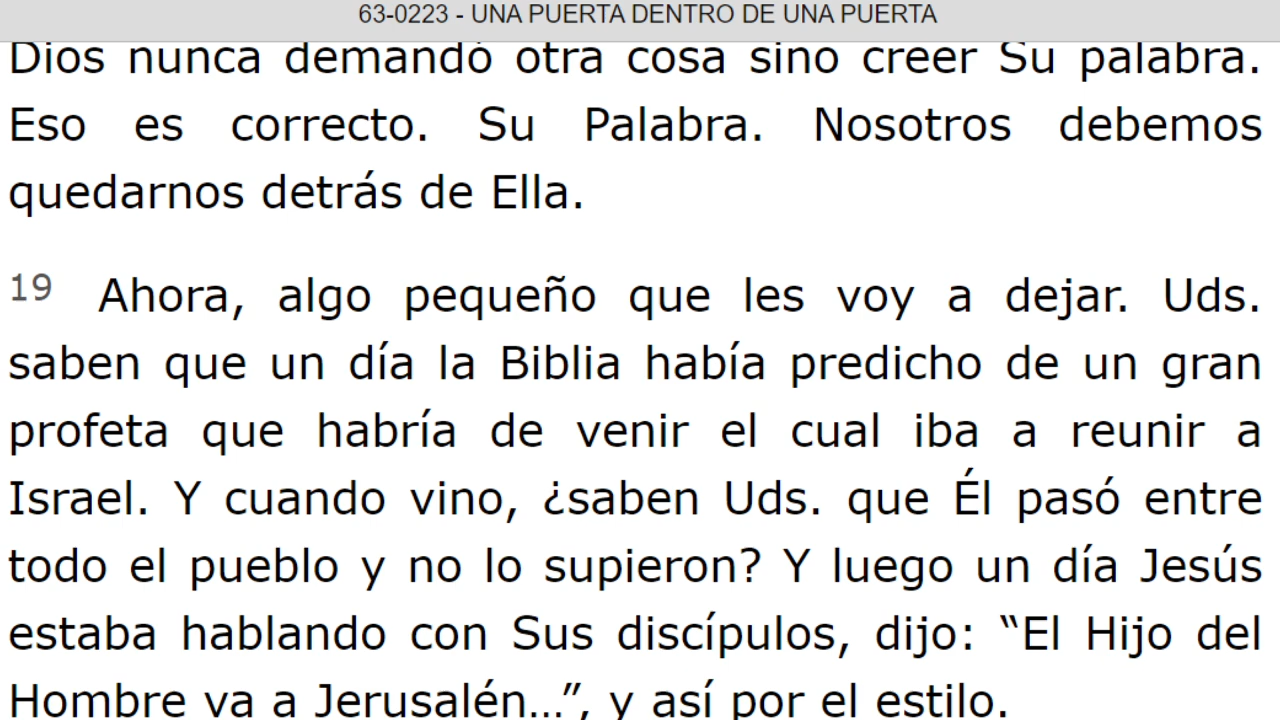 63-0223 - UNA PUERTA DENTRO DE UNA PUERTA
Dios nunca demandó otra cosa sino creer Su palabra.
Eso es correcto. Su Palabra. Nosotros debemos
quedarnos detrás de Ella.
19 Ahora, algo pequeño que les voy a dejar. Uds.
saben que un día la Biblia había predicho de un gran
profeta que habría de venir el cual iba a reunir a
Israel. Y cuando vino, ¿saben Uds. que Él pasó entre
todo el pueblo y no lo supieron? Y luego un día Jesús
estaba hablando con Sus discípulos, dijo: “El Hijo del
Hombre va a Jerusalén…”, y así por el estilo.